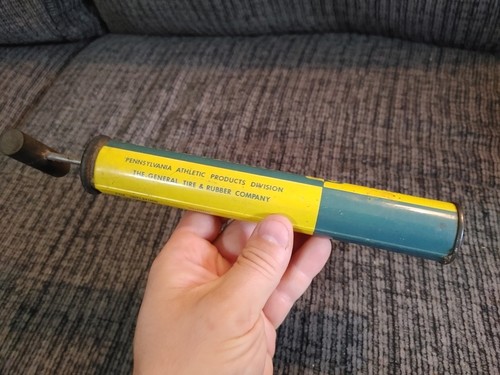 PENNSYLVANIA ATHLETIC PRODUCTS DIVISION
THE GENERAL TIRE & RUBBER COMPANY